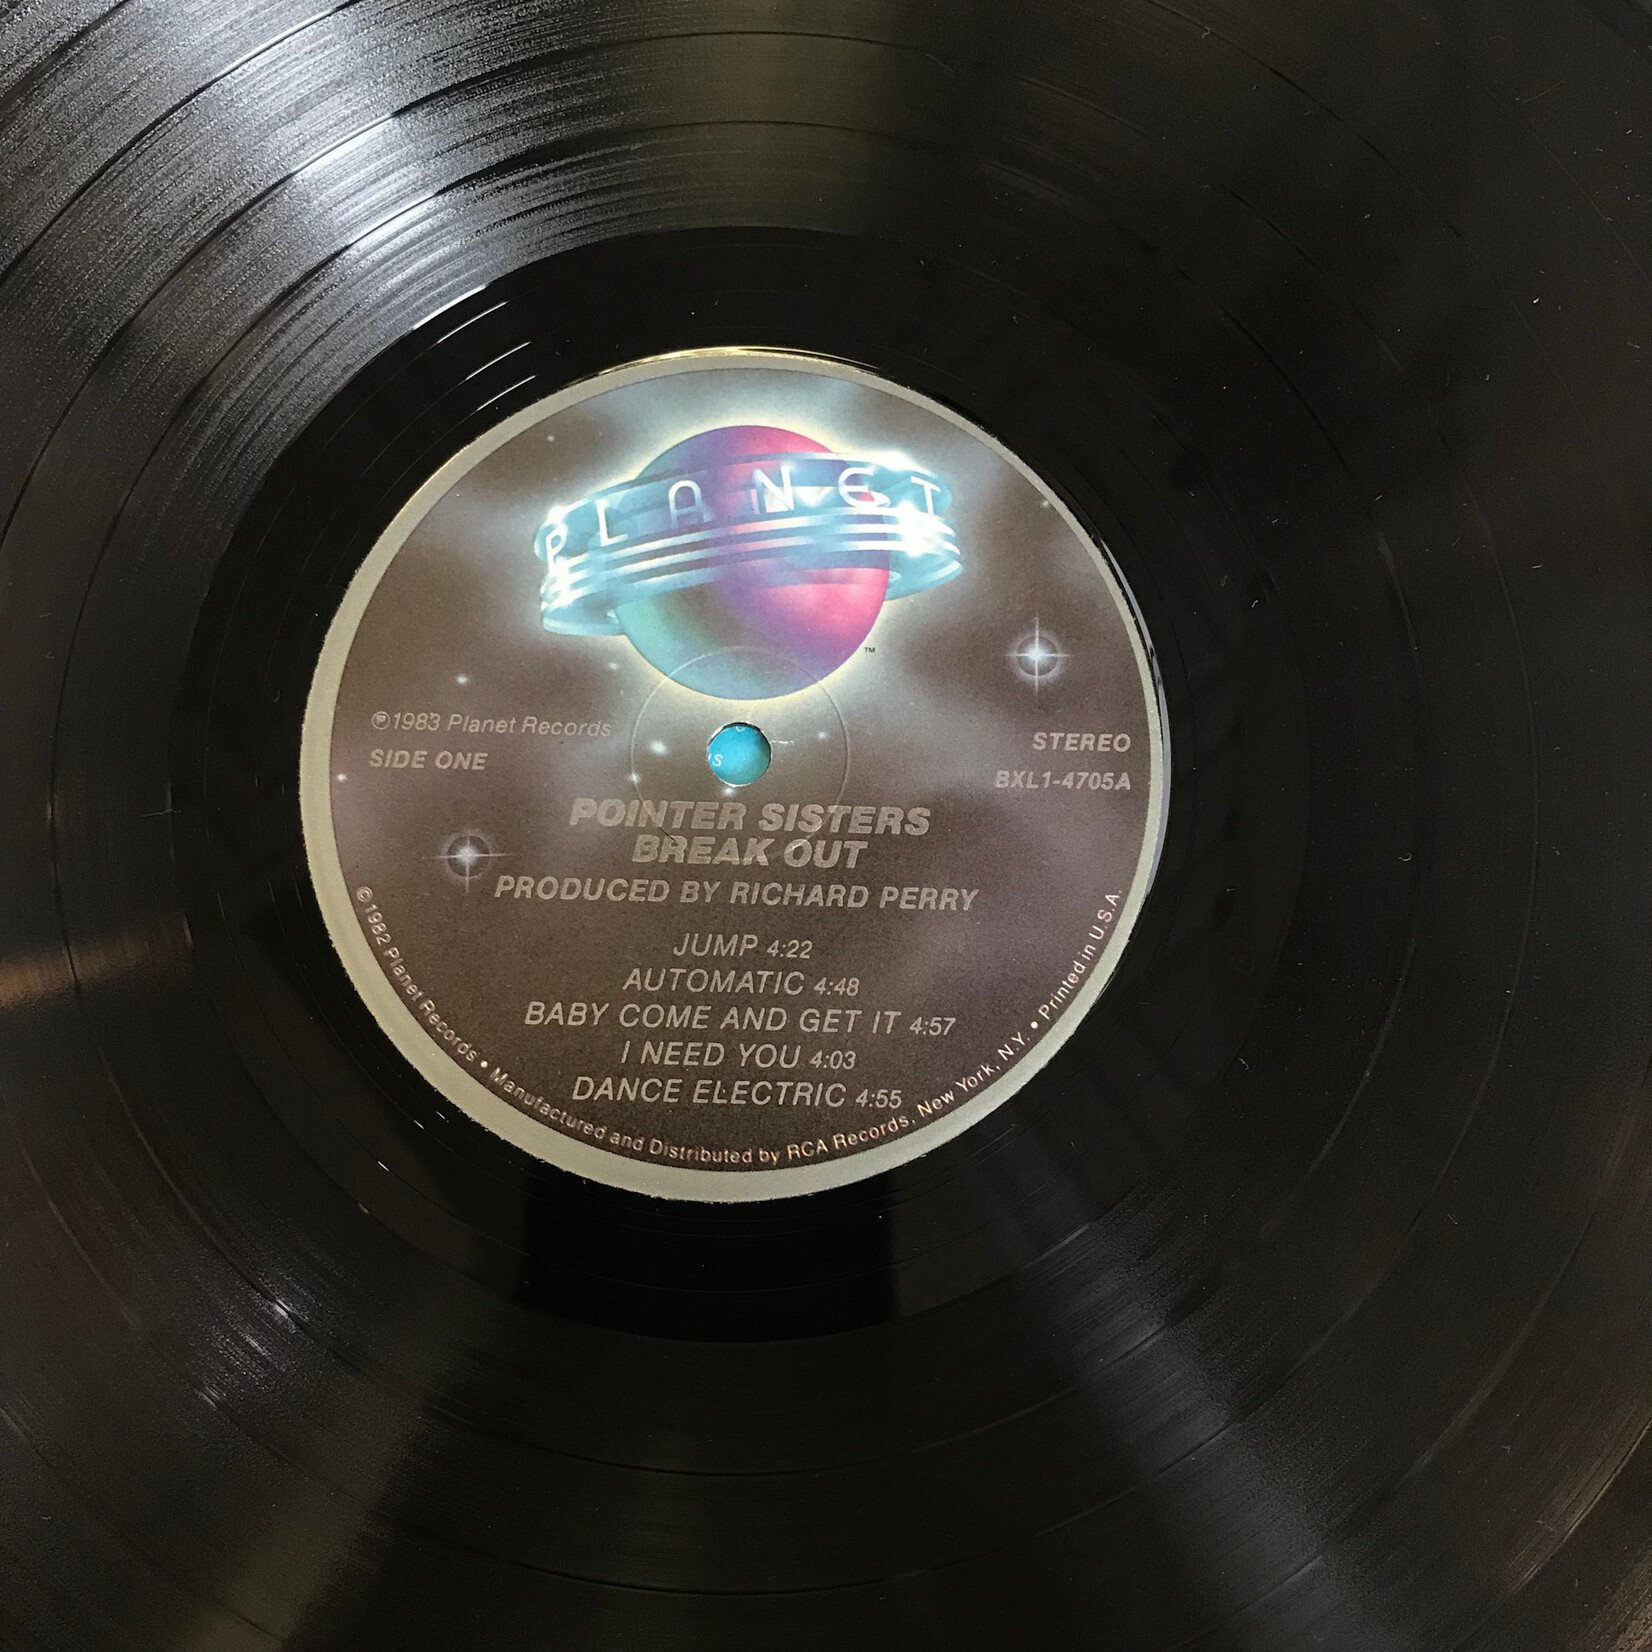 PLANET
™
℗1983 Planet Records
SIDE ONE
STEREO
BXL1-4705A
s
POINTER SISTERS
BREAK OUT
PRODUCED BY RICHARD PERRY
JUMP 4:22
AUTOMATIC 4:48
BABY COME AND GET IT 4:57
I NEED YOU 4:03
DANCE ELECTRIC 4:55
©1982 Planet Records • Manufactured and Distributed by RCA Records, New York, N.Y. • Printed in U.S.A.